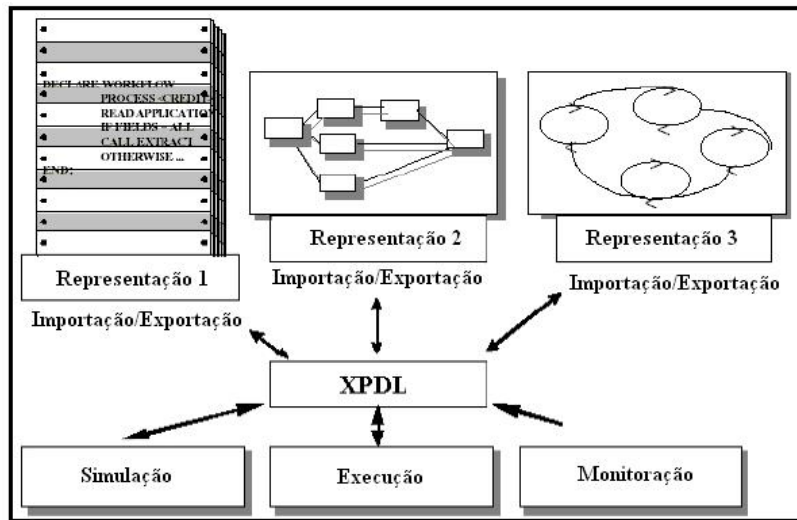 DECLARE WORKFLOW
PROCESS <CREDIT
READ APPLICATION
IF FIELDS = ALL
CALL EXTRACT
OTHERWISE ...
END;
Representação 1
Importação/Exportação
Representação 2
Importação/Exportação
Representação 3
Importação/Exportação
XPDL
Simulação
Execução
Monitoração